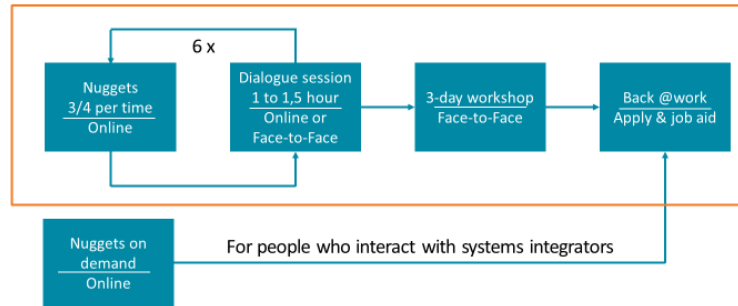 6 x
Nuggets
3/4 per time
Online
Dialogue session
1 to 1,5 hour
Online or
Face-to-Face
3-day workshop
Face-to-Face
Back @work
Apply & job aid
Nuggets on
demand
Online
For people who interact with systems integrators